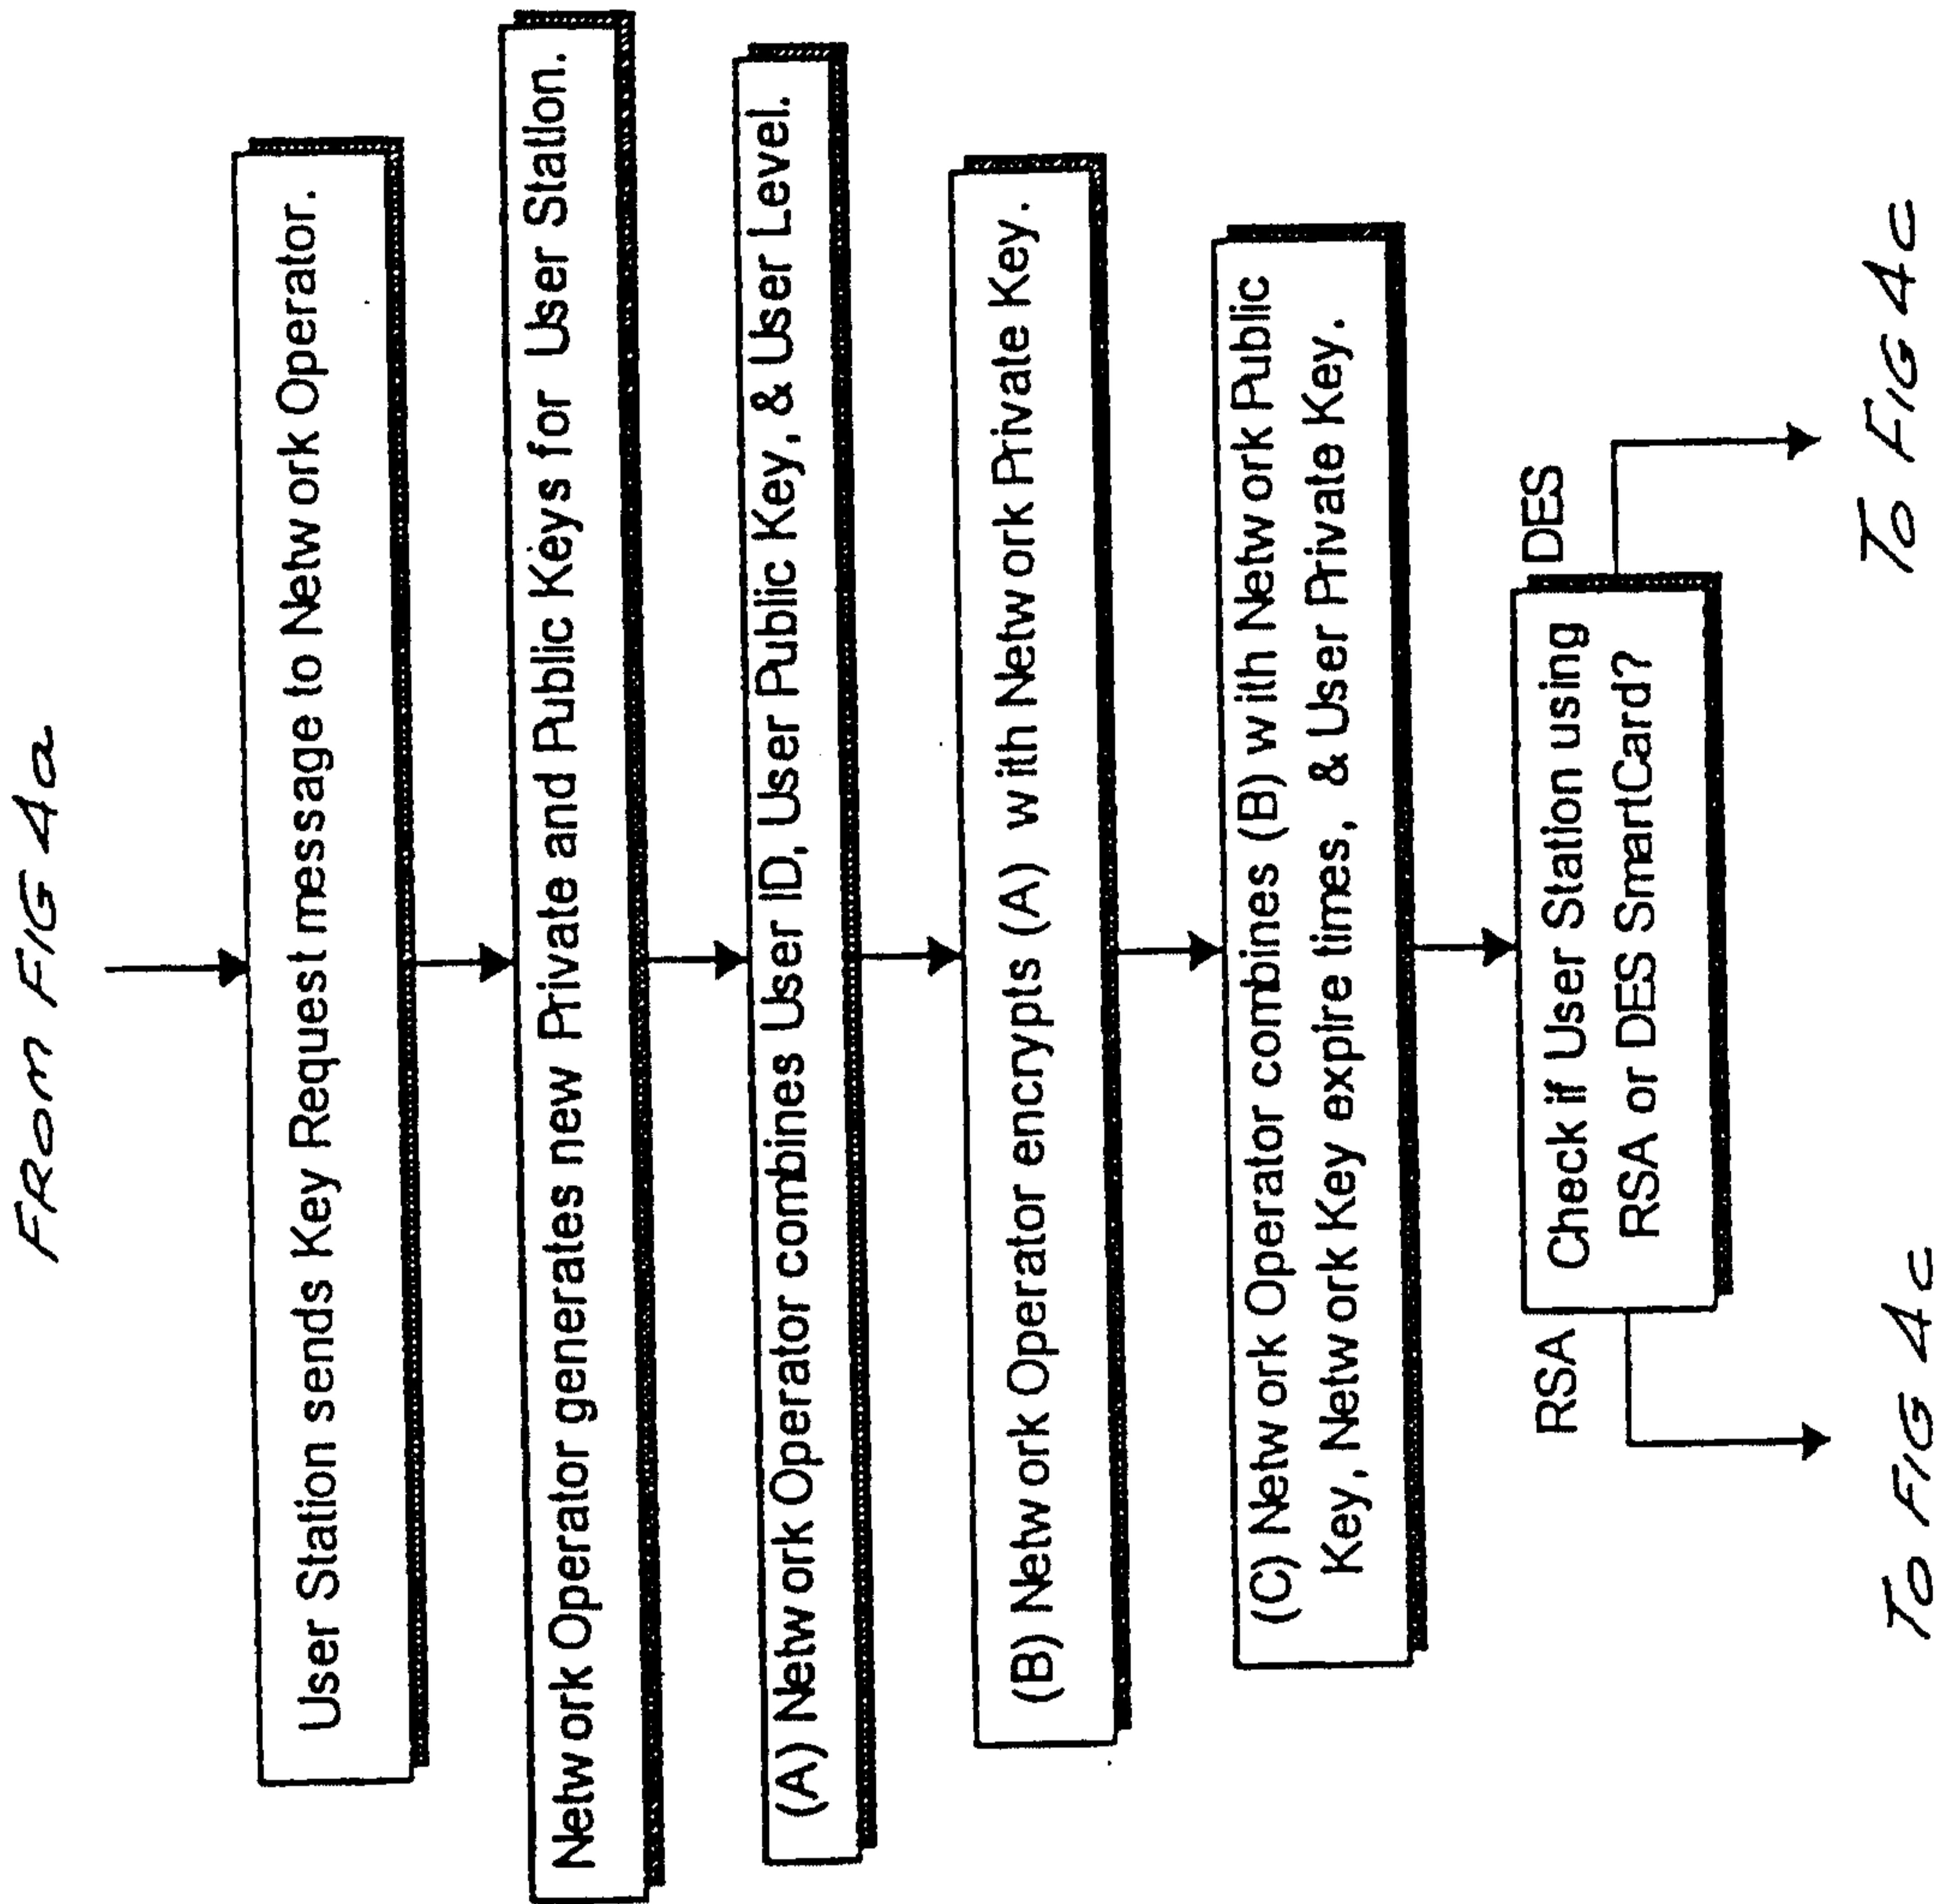 FROM FIG 4a
User Station sends Key Request message to Network Operator.
Network Operator generates new Private and Public Keys for User Station.
(A) Network Operator combines User ID, User Public Key, & User Level.
(B) Network Operator encrypts (A) with Network Private Key.
(C) Network Operator combines (B) with Network Public
Key, Network Key expire times, & User Private Key.
RSA
Check if User Station using
RSA or DES SmartCard?
DES
TO FIG 4c
TO FIG 4c